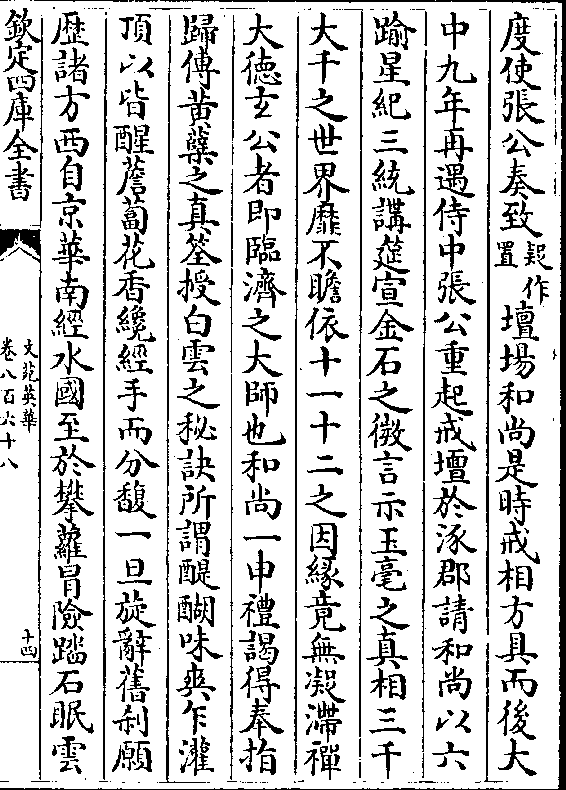 度使張公奏致疑作置壇場和尚是時戒相方具而後大
中九年再遇侍中張公重起戒壇於涿郡請和尚以六
踰星紀三統講筵宣金石之微言示玉毫之真相三千
大千之世界靡不瞻依十一十二之因緣竟無凝滯禪
大德玄公者即臨濟之大師也和尚一申禮謁得奉指
歸傳黃蘗之真筌授白雲之秘訣所謂醍醐味爽乍灌
頂以皆醒薝蔔花香纔經手而分馥一旦旋辭舊刹願
歴諸方西自京華南經水國至於攀蘿冒險踏石眠雲
欽定四庫全書
文苑英華
卷八百六十八
十四